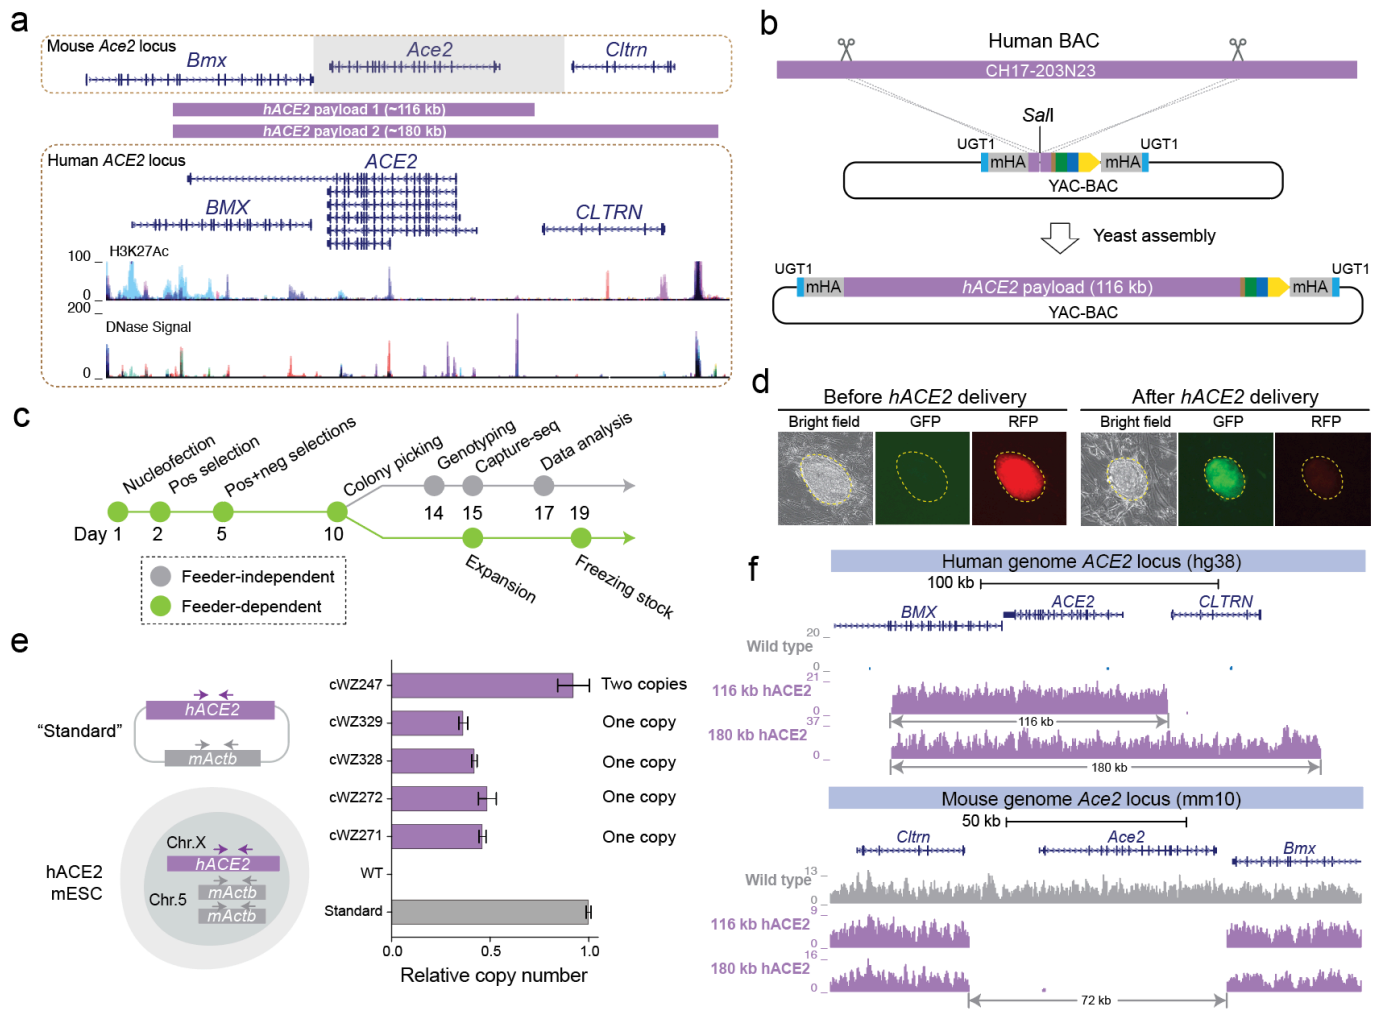 a
Mouse Ace2 locus
Bmx
Ace2
Cltrn
hACE2 payload 1 (~116 kb)
hACE2 payload 2 (~180 kb)
Human ACE2 locus
ACE2
BMX
CLTRN
H3K27Ac
100
0
200
DNase Signal
0
b
Human BAC
CH17-203N23
SalI
UGT1
mHA
mHA
UGT1
YAC-BAC
Yeast assembly
UGT1
mHA
hACE2 payload (116 kb)
mHA
UGT1
YAC-BAC
c
Nucleofection
Pos selection
Pos+neg selections
Colony picking
Genotyping
Capture-seq
Data analysis
Day 1
2
5
10
14
15
17
19
Expansion
Freezing stock
Feeder-independent
Feeder-dependent
d
Before hACE2 delivery
After hACE2 delivery
Bright field
GFP
RFP
Bright field
GFP
RFP
e
"Standard"
hACE2
mActb
hACE2
mESC
Chr.X
hACE2
Chr.5
mActb
mActb
cWZ247
Two copies
cWZ329
One copy
cWZ328
One copy
cWZ272
One copy
cWZ271
One copy
WT
Standard
0.0
0.5
1.0
Relative copy number
f
Human genome ACE2 locus (hg38)
100 kb
BMX
ACE2
CLTRN
20
Wild type
0
21
116 kb hACE2
0
116 kb
37
180 kb hACE2
0
180 kb
Mouse genome Ace2 locus (mm10)
50 kb
Cltrn
Ace2
Bmx
13
Wild type
0
9
116 kb hACE2
0
16
180 kb hACE2
0
72 kb